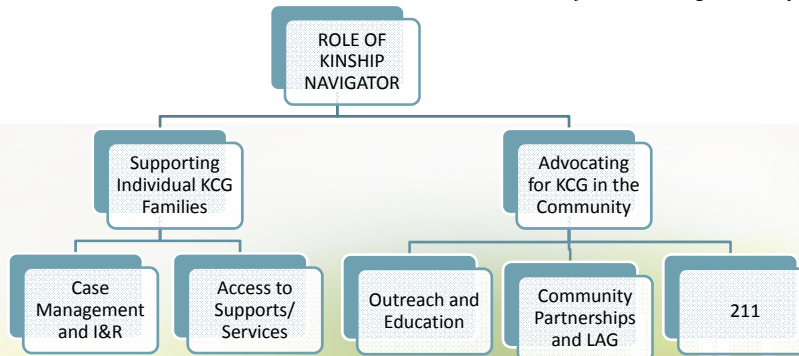 ROLE OF
KINSHIP
NAVIGATOR
Supporting
Individual KCG
Families
Advocating
for KCG in the
Community
Case
Management
and I&R
Access to
Supports/
Services
Outreach and
Education
Community
Partnerships
and LAG
211